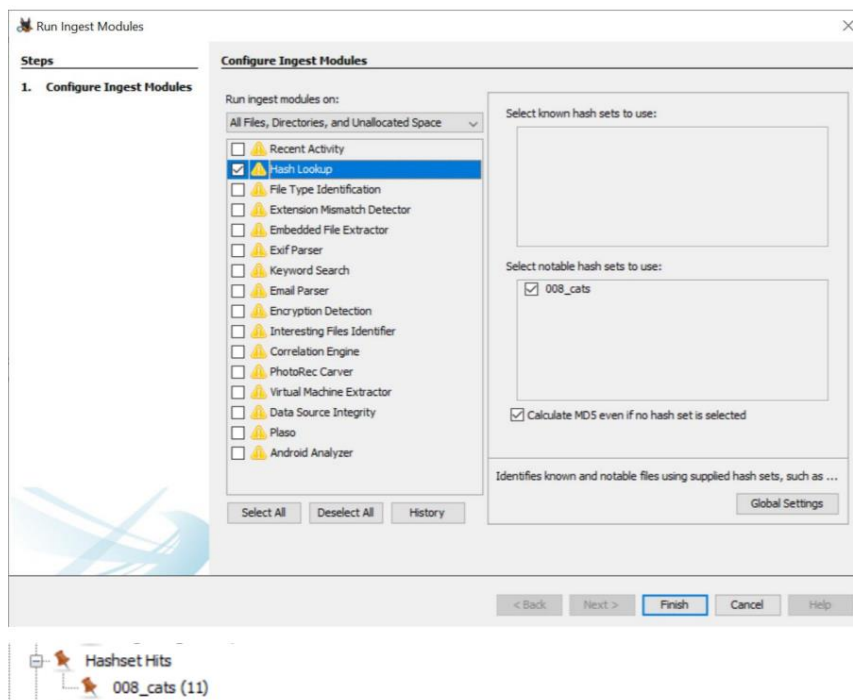 Run Ingest Modules
Steps
1. Configure Ingest Modules
Configure Ingest Modules
Run ingest modules on:
All Files, Directories, and Unallocated Space
Recent Activity
Hash Lookup
File Type Identification
Extension Mismatch Detector
Embedded File Extractor
Exif Parser
Keyword Search
Email Parser
Encryption Detection
Interesting Files Identifier
Correlation Engine
PhotoRec Carver
Virtual Machine Extractor
Data Source Integrity
Plaso
Android Analyzer
Select All Deselect All History
Select known hash sets to use:
Select notable hash sets to use:
008_cats
Calculate MD5 even if no hash set is selected
Identifies known and notable files using supplied hash sets, such as ...
Global Settings
< Back Next > Finish Cancel Help
Hashset Hits
008_cats (11)